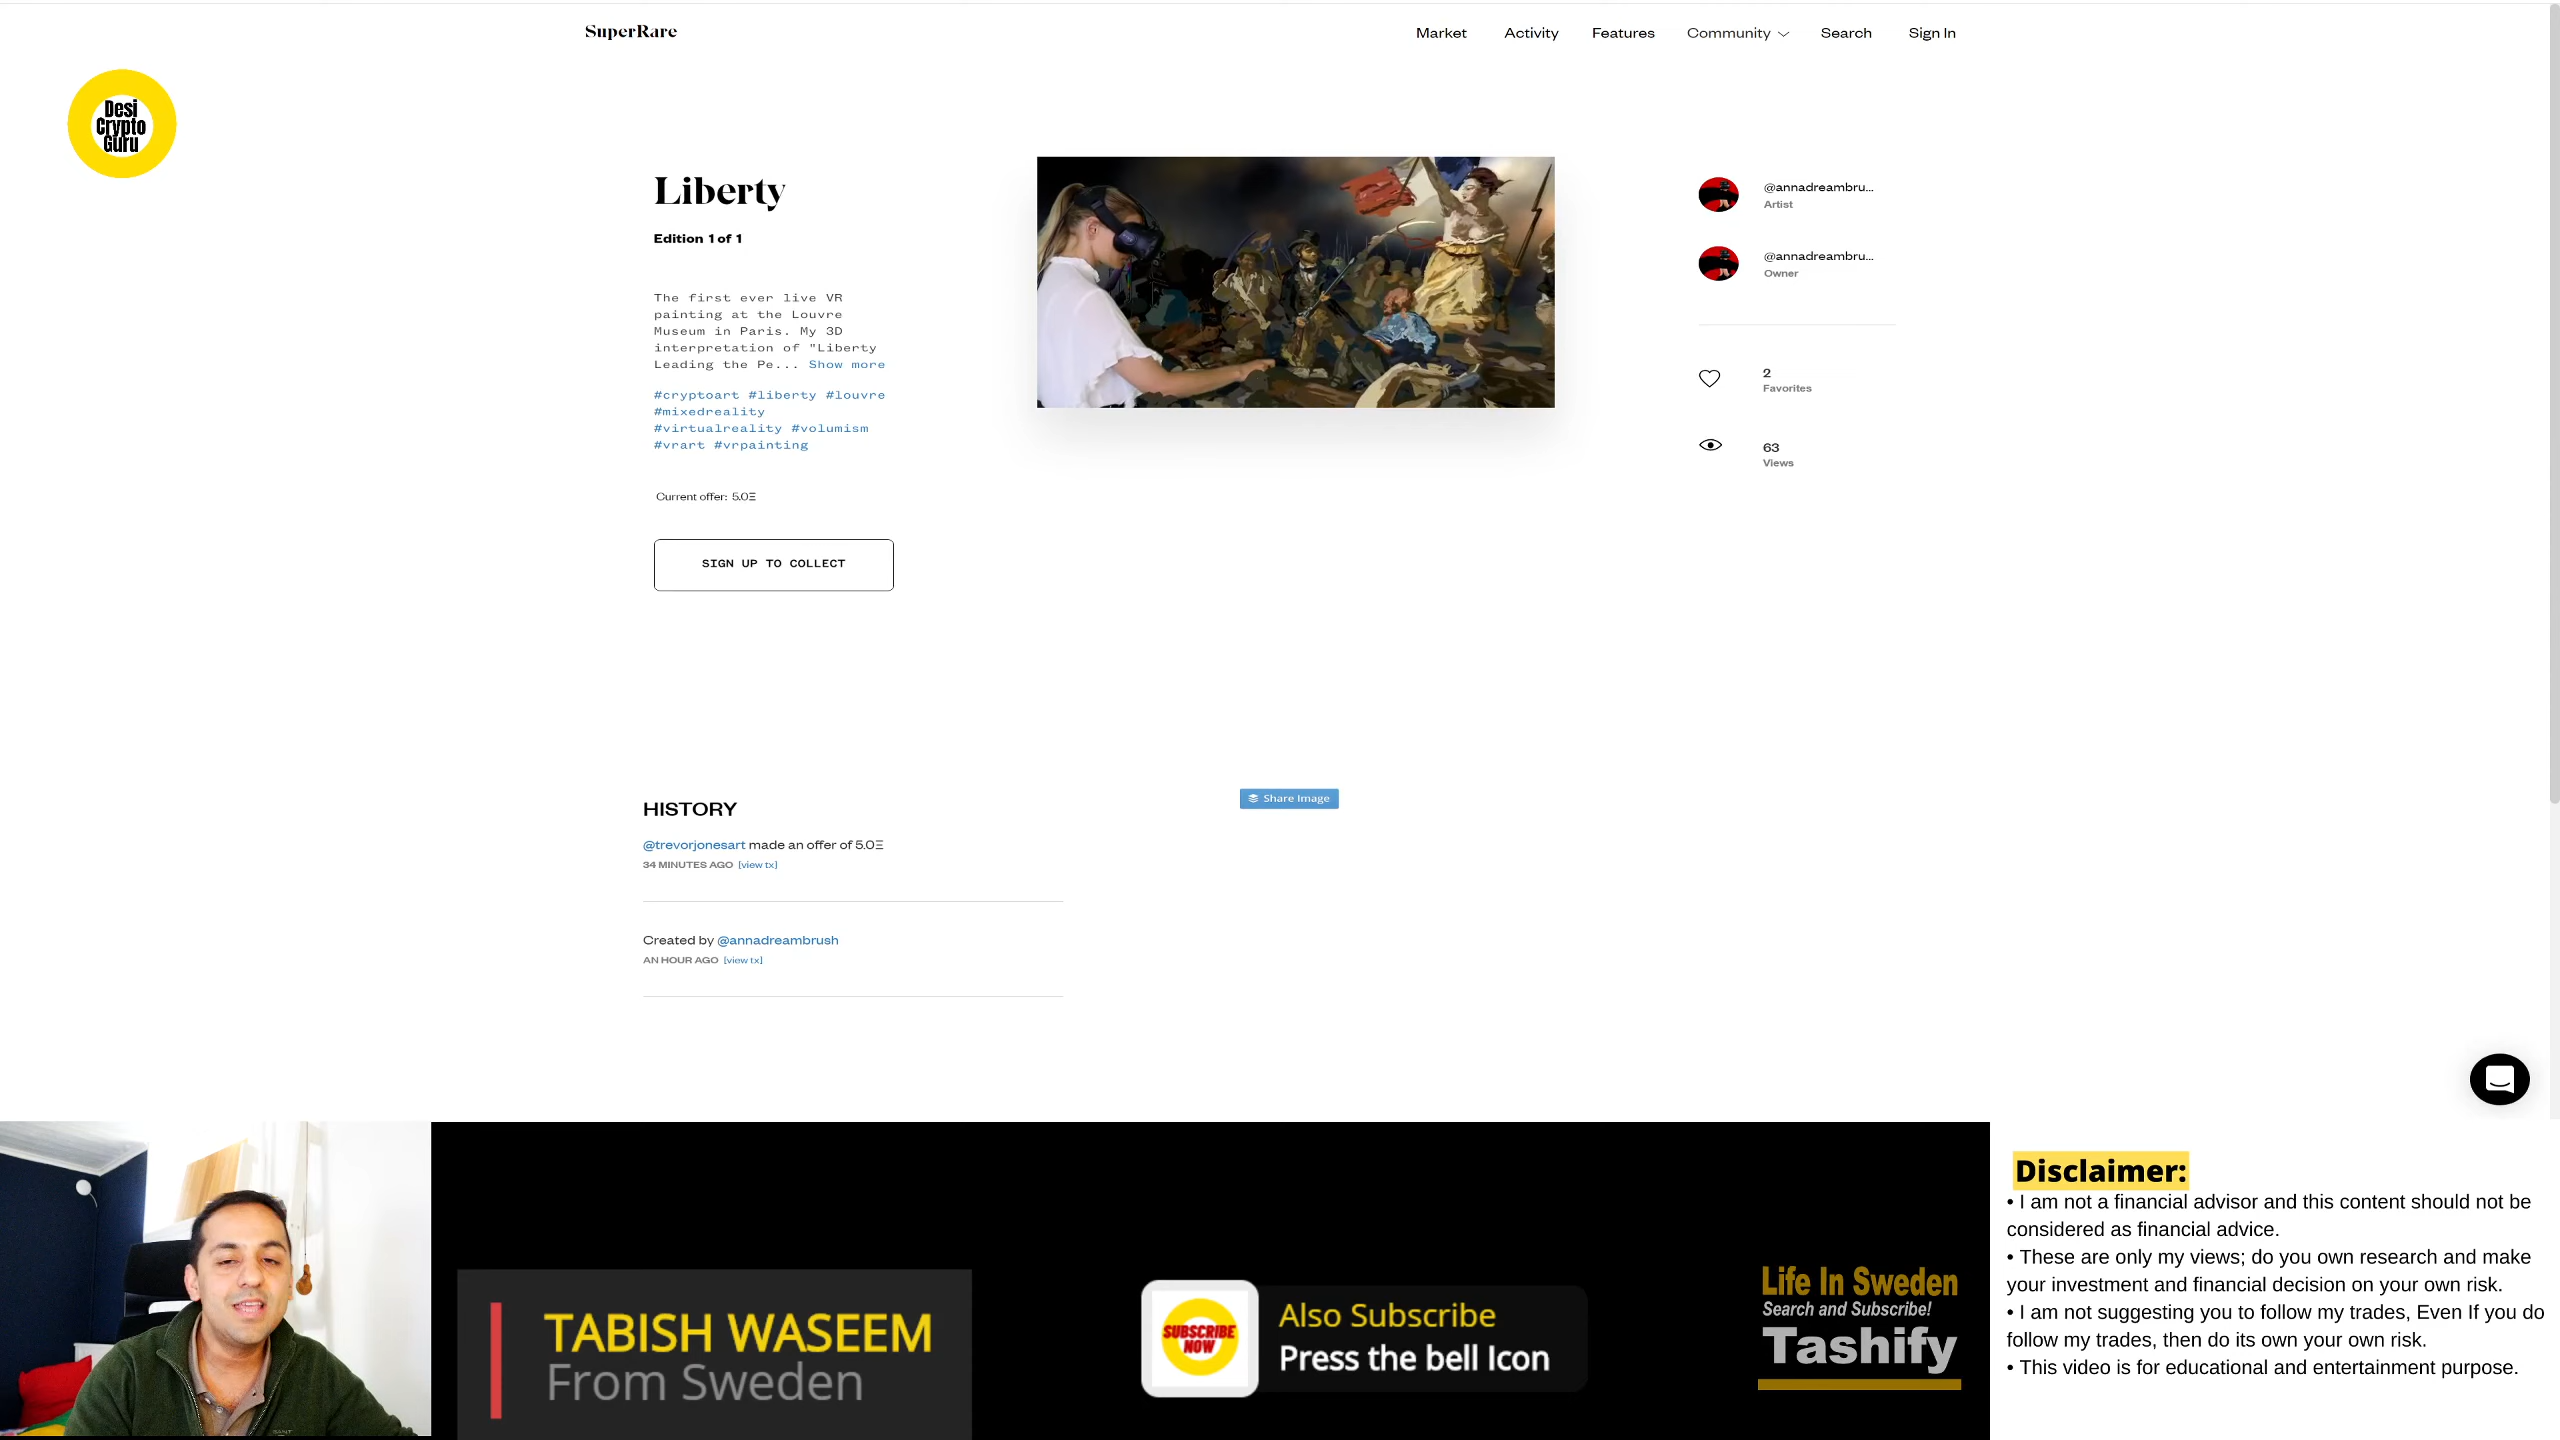 SuperRare
Market Activity Features Community Search Sign In
Desi
Crypto
Guru
Liberty
Edition 1 of 1
The first ever live VR
painting at the Louvre
Museum in Paris. My 3D
interpretation of "Liberty
Leading the Pe... Show more
#cryptoart #liberty #louvre
#mixedreality
#virtualreality #volumism
#vrart #vrpainting
Current offer: 5.0Ξ
SIGN UP TO COLLECT
@annadreambru...
Artist
@annadreambru...
Owner
2
Favorites
63
Views
HISTORY
@trevorjonesart made an offer of 5.0Ξ
34 MINUTES AGO [view tx]
Created by @annadreambrush
AN HOUR AGO [view tx]
Share Image
TABISH WASEEM
From Sweden
SUBSCRIBE
NOW
Also Subscribe
Press the bell Icon
Life In Sweden
Search and Subscribe!
Tashify
Disclaimer:
• I am not a financial advisor and this content should not be
considered as financial advice.
• These are only my views; do you own research and make
your investment and financial decision on your own risk.
• I am not suggesting you to follow my trades, Even If you do
follow my trades, then do its own your own risk.
• This video is for educational and entertainment purpose.